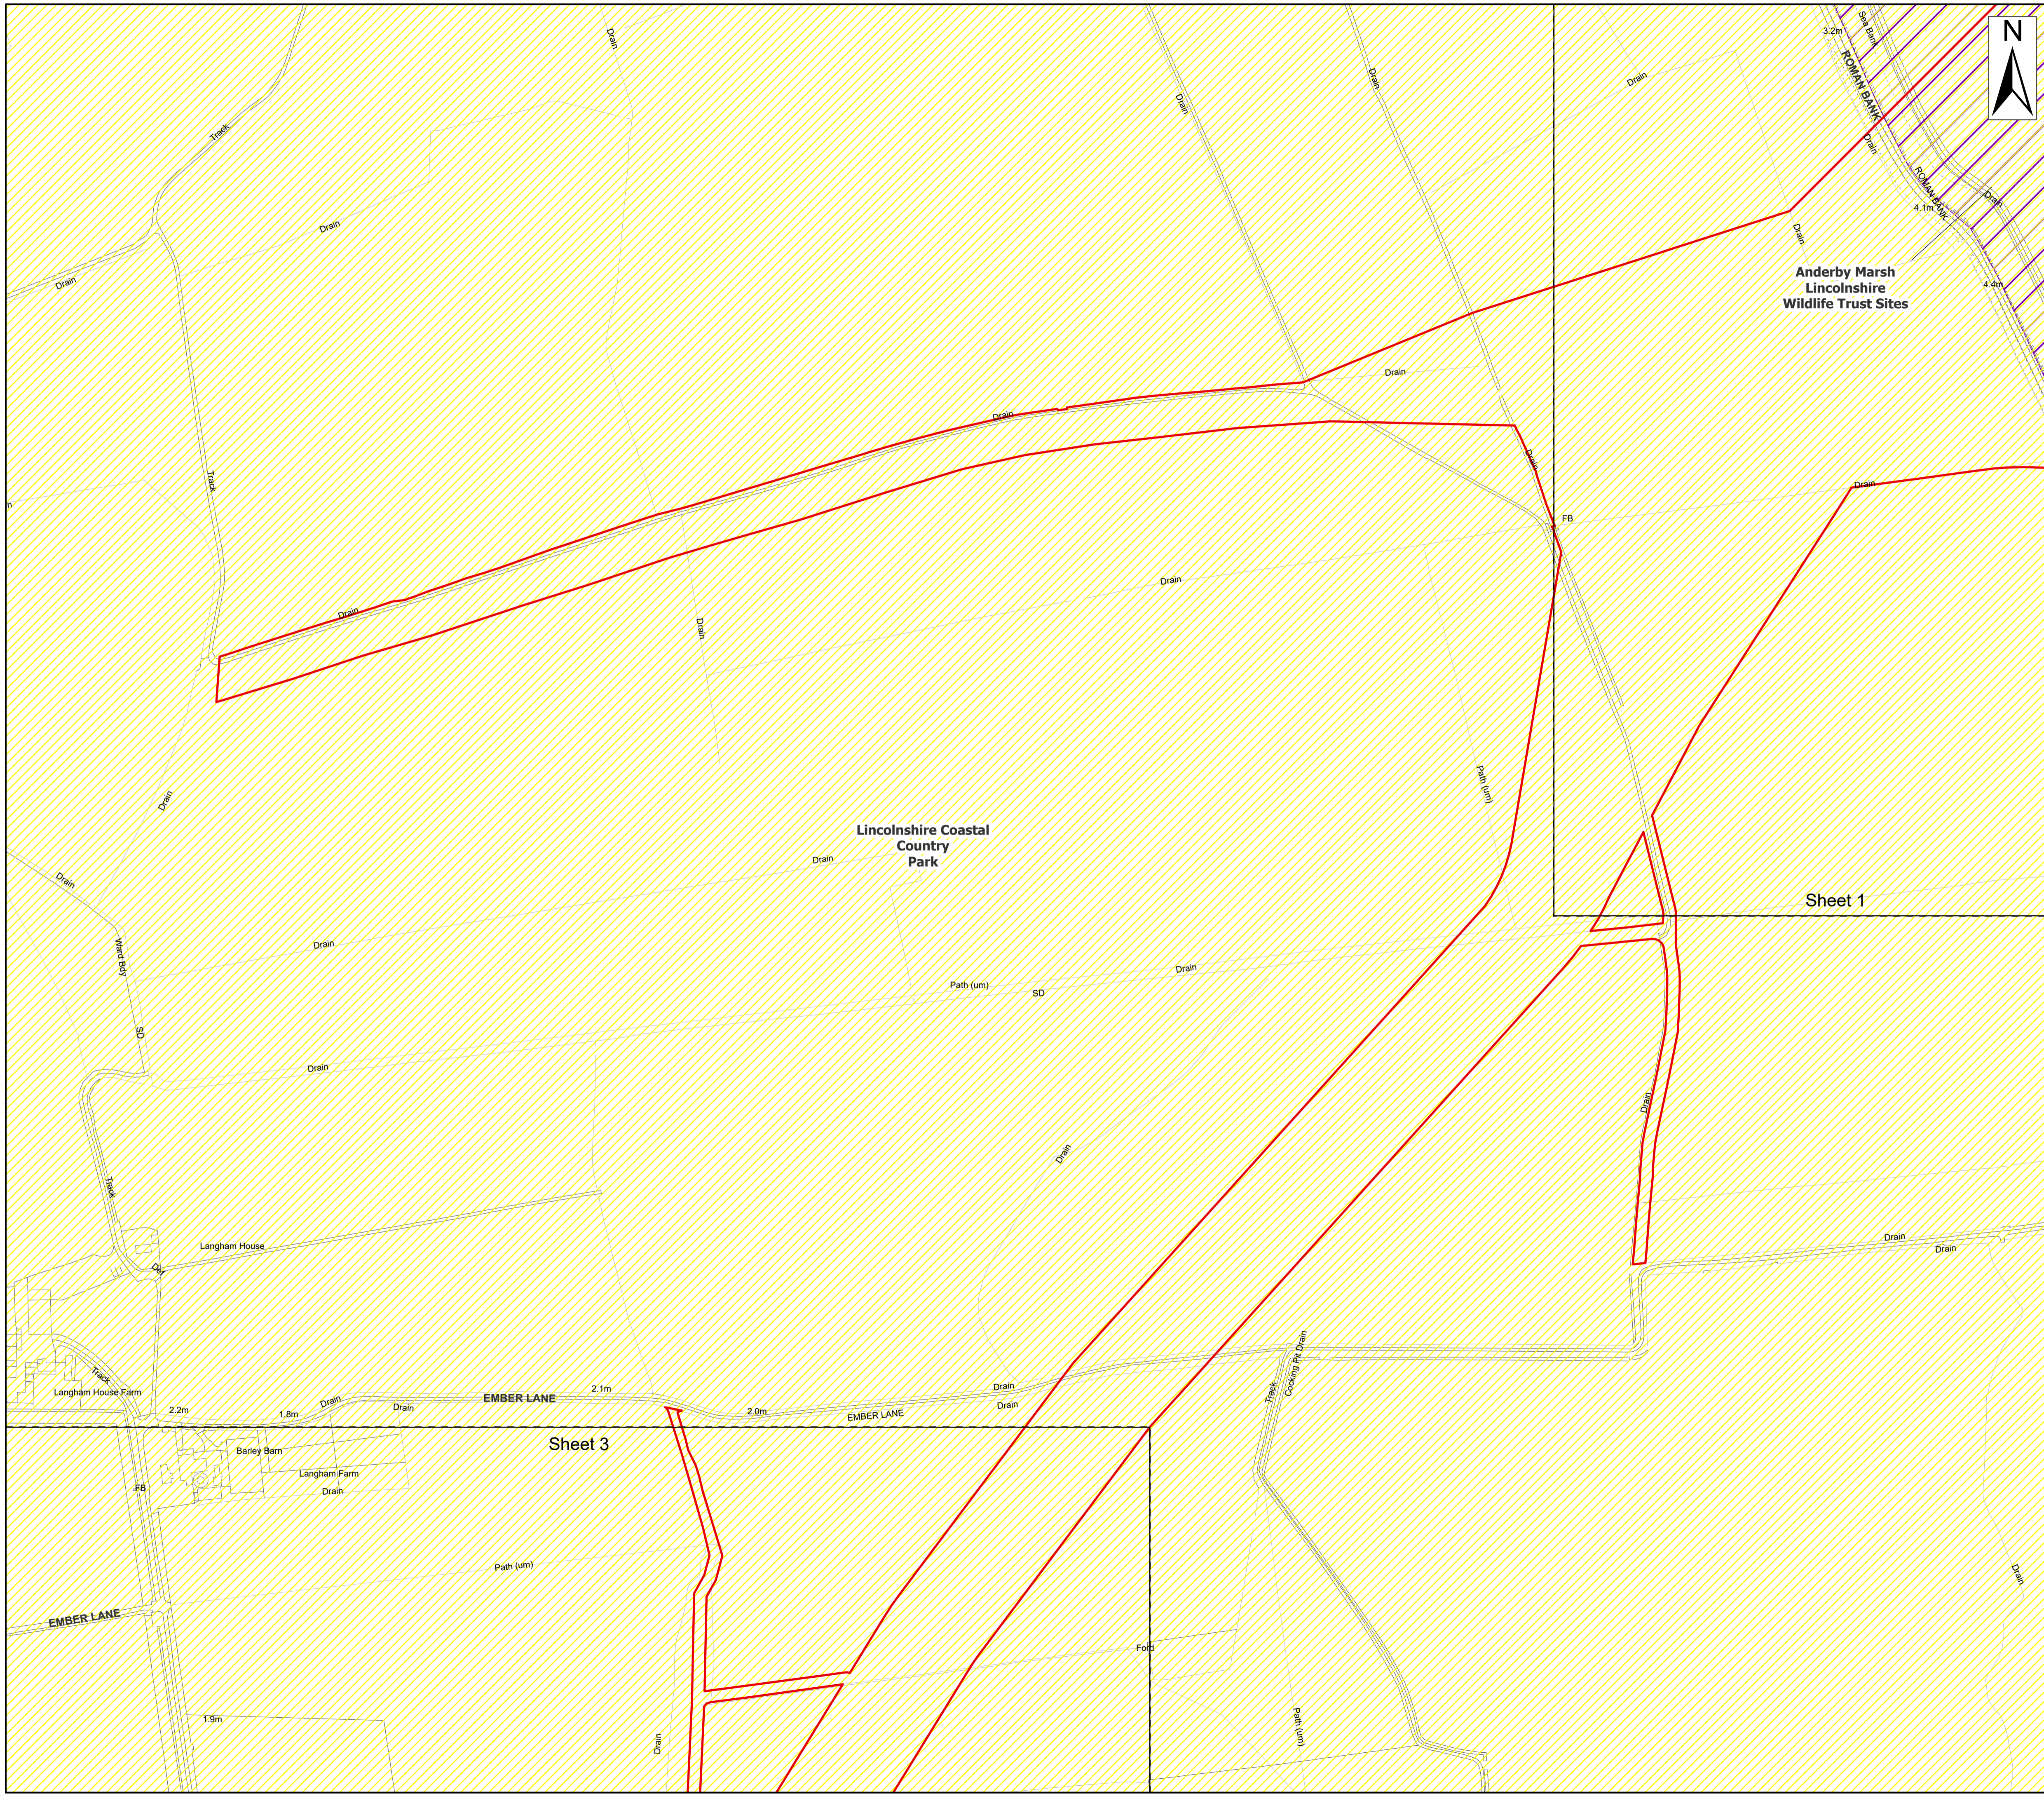 Drain
3.2m
Sea Bank
N
ROMAN BANK
Drain
Drain
Drain
Track
Drain
ROMAN BANK
Drain
4.1m
Drain
Drain
Drain
Anderby Marsh
Lincolnshire
Wildlife Trust Sites
4.4m
Drain
Drain
Drain
Track
Drain
Drain
n
FB
Drain
Drain
Drain
Path (um)
Drain
Lincolnshire Coastal
Country
Park
Drain
Drain
Sheet 1
Ward Bdy
Drain
Drain
Path (um)
SD
SD
Drain
Drain
Drain
Track
Langham House
Def
Drain
Drain
Cocking Pit Drain
Track
Track
Langham House Farm
2.1m
EMBER LANE
Drain
Drain
Drain
Drain
2.2m
1.8m
2.0m
EMBER LANE
Sheet 3
Barley Barn
Langham Farm
FB
Drain
Path (um)
Drain
EMBER LANE
Ford
1.9m
Drain
Path (um)